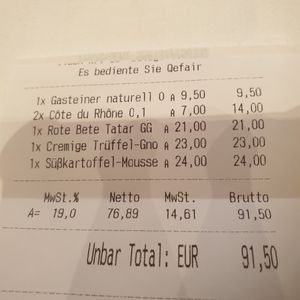 Es bediente Sie Qefair
1x Gasteiner naturell 0 A 9,50 9,50
2x Côte du Rhône 0,1 A 7,00 14,00
1x Rote Bete Tatar GG A 21,00 21,00
1x Cremige Trüffel-Gno A 23,00 23,00
1x Süßkartoffel-Mousse A 24,00 24,00
MwSt.% Netto MwSt. Brutto
A= 19,0 76,89 14,61 91,50
Unbar Total: EUR 91,50